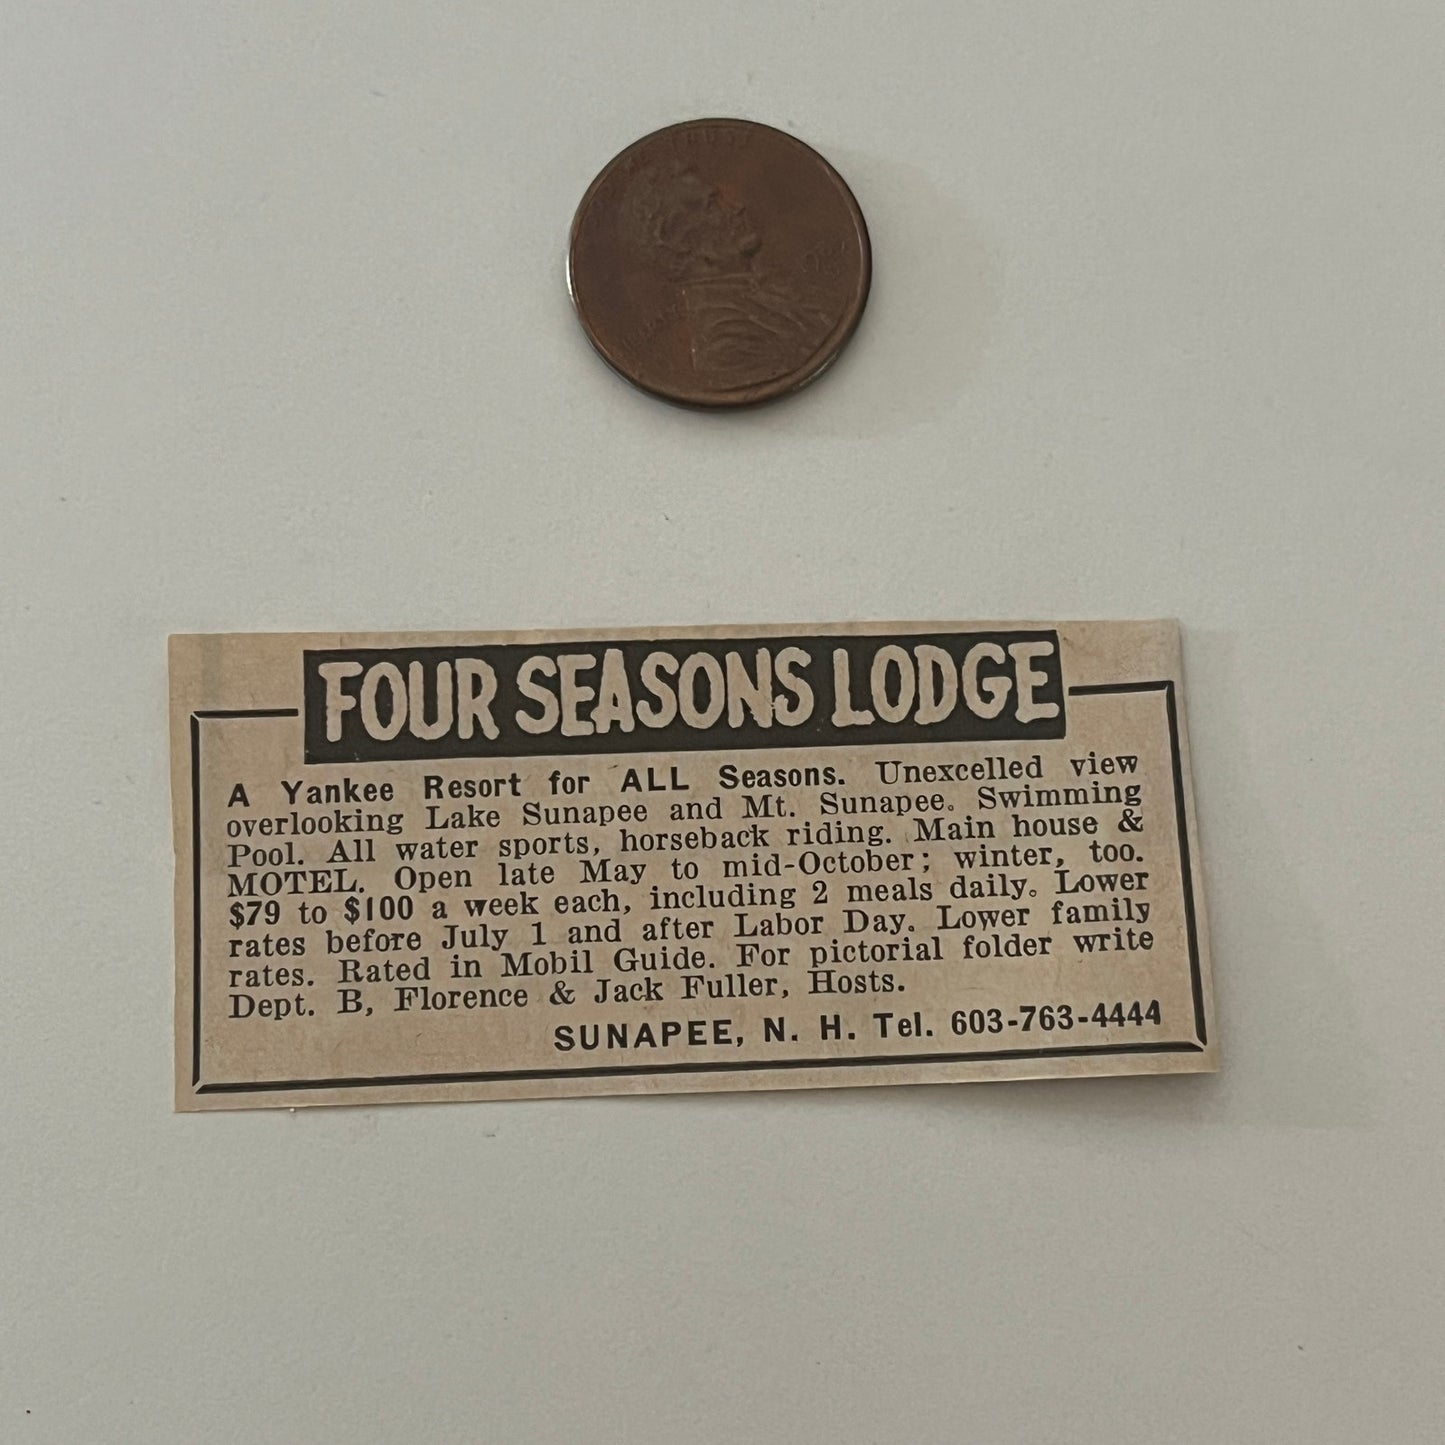 TRUST
FOUR SEASONS LODGE
A Yankee Resort for ALL Seasons. Unexcelled view
overlooking Lake Sunapee and Mt. Sunapee. Swimming
Pool. All water sports, horseback riding. Main house &
MOTEL. Open late May to mid-October; winter, too.
$79 to $100 a week each, including 2 meals daily. Lower
rates before July 1 and after Labor Day. Lower family
rates. Rated in Mobil Guide. For pictorial folder write
Dept. B, Florence & Jack Fuller, Hosts.
SUNAPEE, N. H. Tel. 603-763-4444